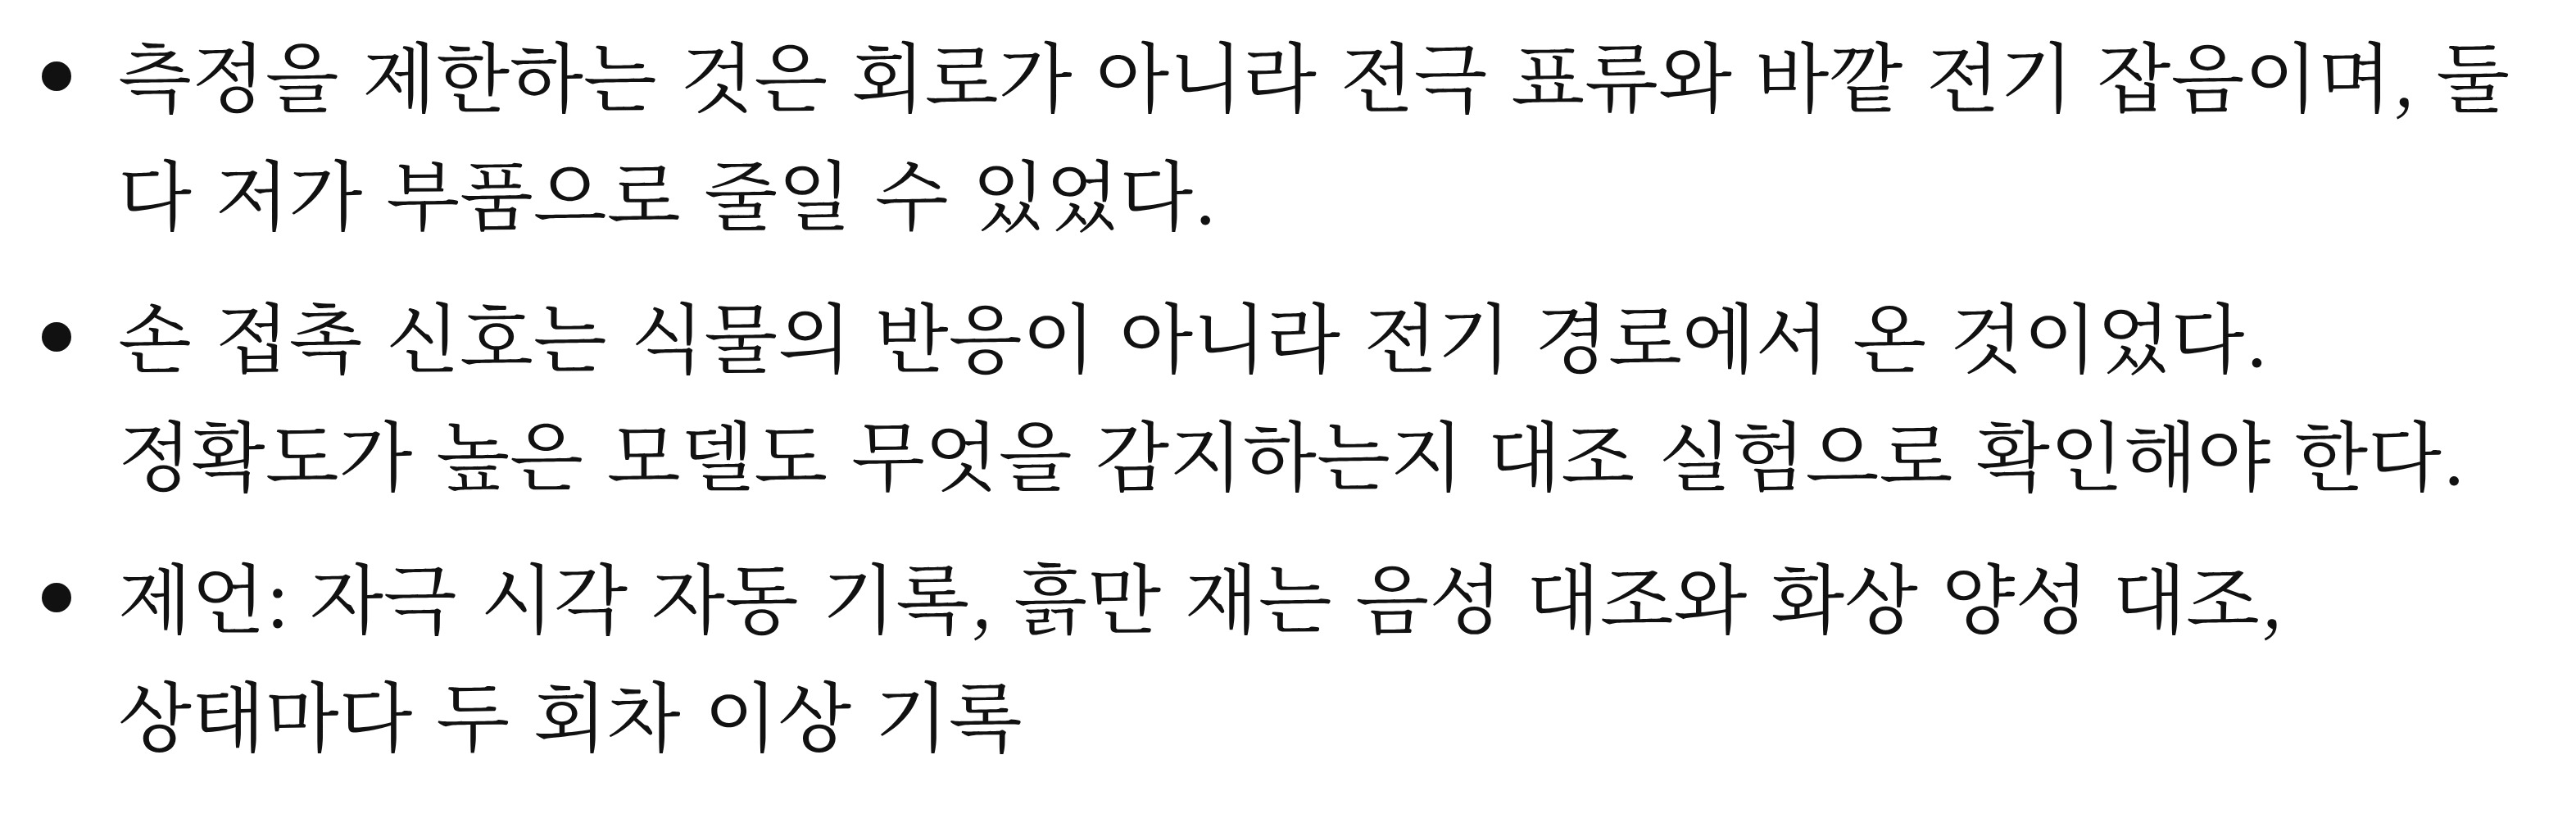 • 측정을 제한하는 것은 회로가 아니라 전극 표류와 바깥 전기 잡음이며, 둘
다 저가 부품으로 줄일 수 있었다.
• 손 접촉 신호는 식물의 반응이 아니라 전기 경로에서 온 것이었다.
정확도가 높은 모델도 무엇을 감지하는지 대조 실험으로 확인해야 한다.
• 제언: 자극 시각 자동 기록, 흙만 재는 음성 대조와 화상 양성 대조,
상태마다 두 회차 이상 기록